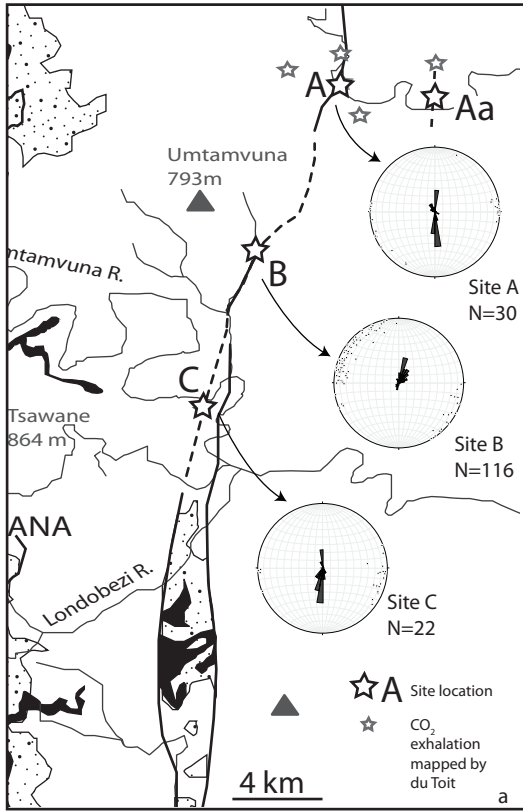 A
Aa
Umtamvuna
793m
mtamvuna R.
B
Site A
N=30
C
Tsawane
864 m
Site B
N=116
ANA
Londobezi R.
Site C
N=22
A Site location
CO2
exhalation
mapped by
du Toit
4 km
a